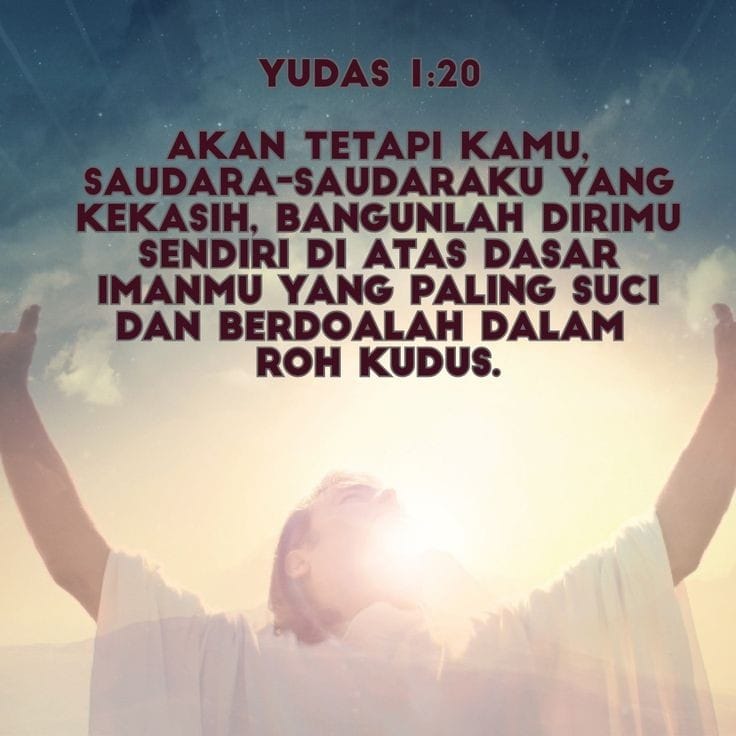 YUDAS 1:20
AKAN TETAPI KAMU,
SAUDARA-SAUDARAKU YANG
KEKASIH, BANGUNLAH DIRIMU
SENDIRI DI ATAS DASAR
IMANMU YANG PALING SUCI
DAN BERDOALAH DALAM
ROH KUDUS.